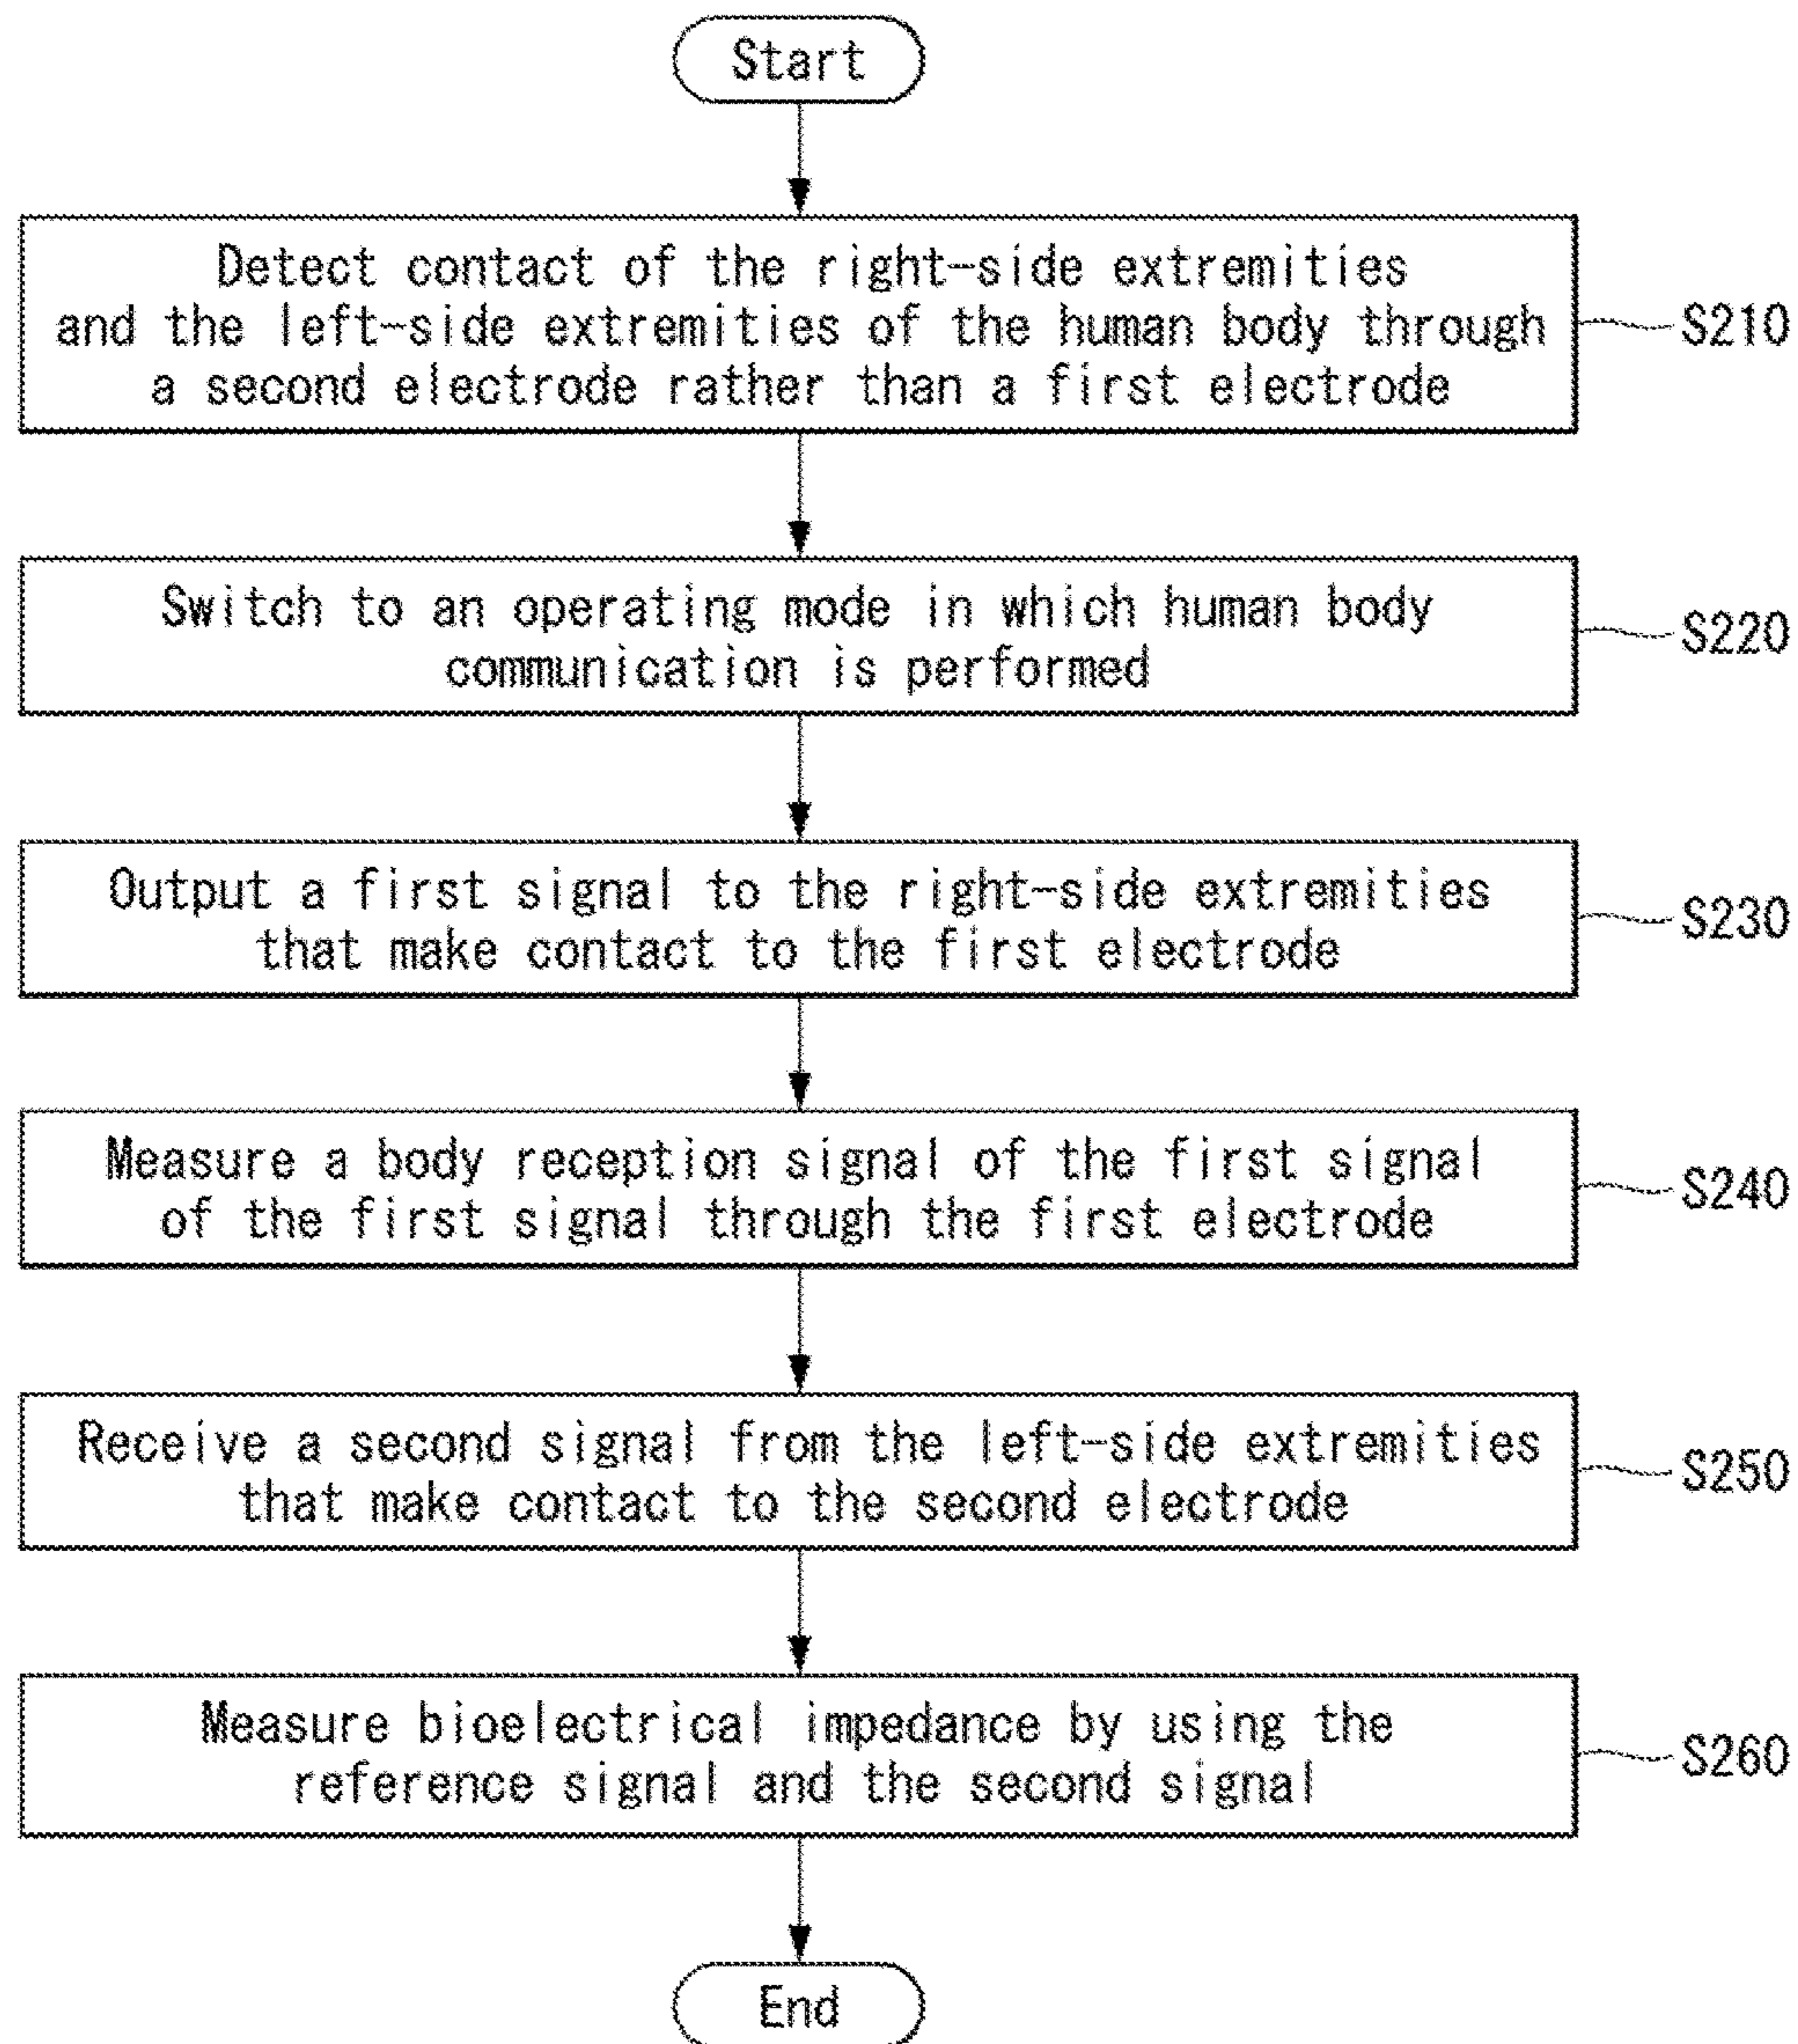 Start
Detect contact of the right-side extremities
and the left-side extremities of the human body through
a second electrode rather than a first electrode
S210
Switch to an operating mode in which human body
communication is performed
S220
Output a first signal to the right-side extremities
that make contact to the first electrode
S230
Measure a body reception signal of the first signal
of the first signal through the first electrode
S240
Receive a second signal from the left-side extremities
that make contact to the second electrode
S250
Measure bioelectrical impedance by using the
reference signal and the second signal
S260
End